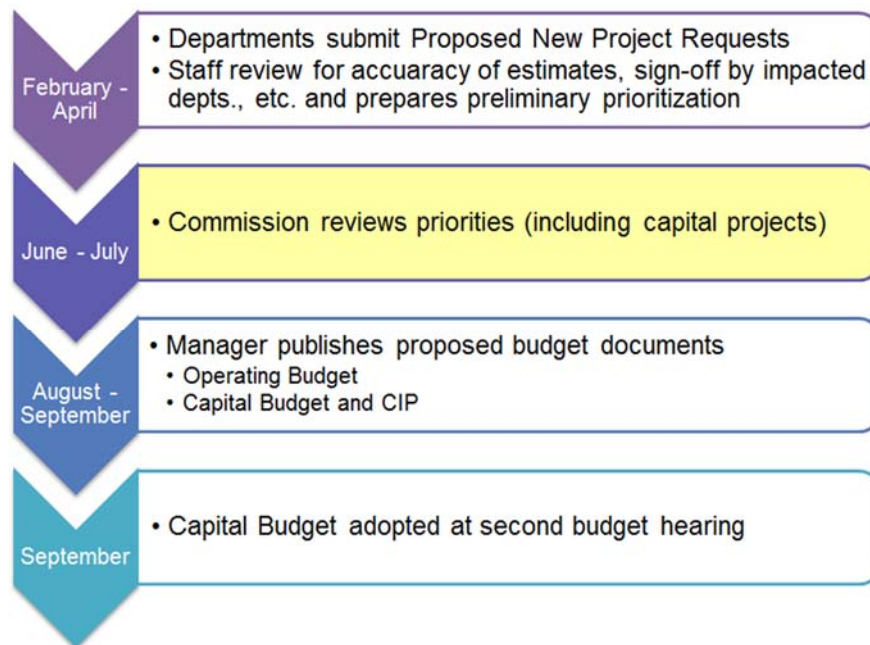 February -
April
• Departments submit Proposed New Project Requests
• Staff review for accuaracy of estimates, sign-off by impacted
depts., etc. and prepares preliminary prioritization
June - July
• Commission reviews priorities (including capital projects)
August -
September
• Manager publishes proposed budget documents
• Operating Budget
• Capital Budget and CIP
September
• Capital Budget adopted at second budget hearing